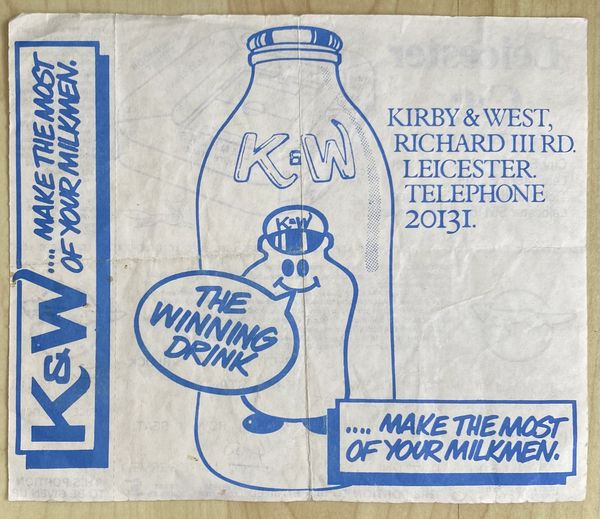 K&W
.... MAKE THE MOST
OF YOUR MILKMEN.
K&W
KIRBY & WEST,
RICHARD III RD.
LEICESTER.
TELEPHONE
20131.
K&W
THE
WINNING
DRINK
.... MAKE THE MOST
OF YOUR MILKMEN.